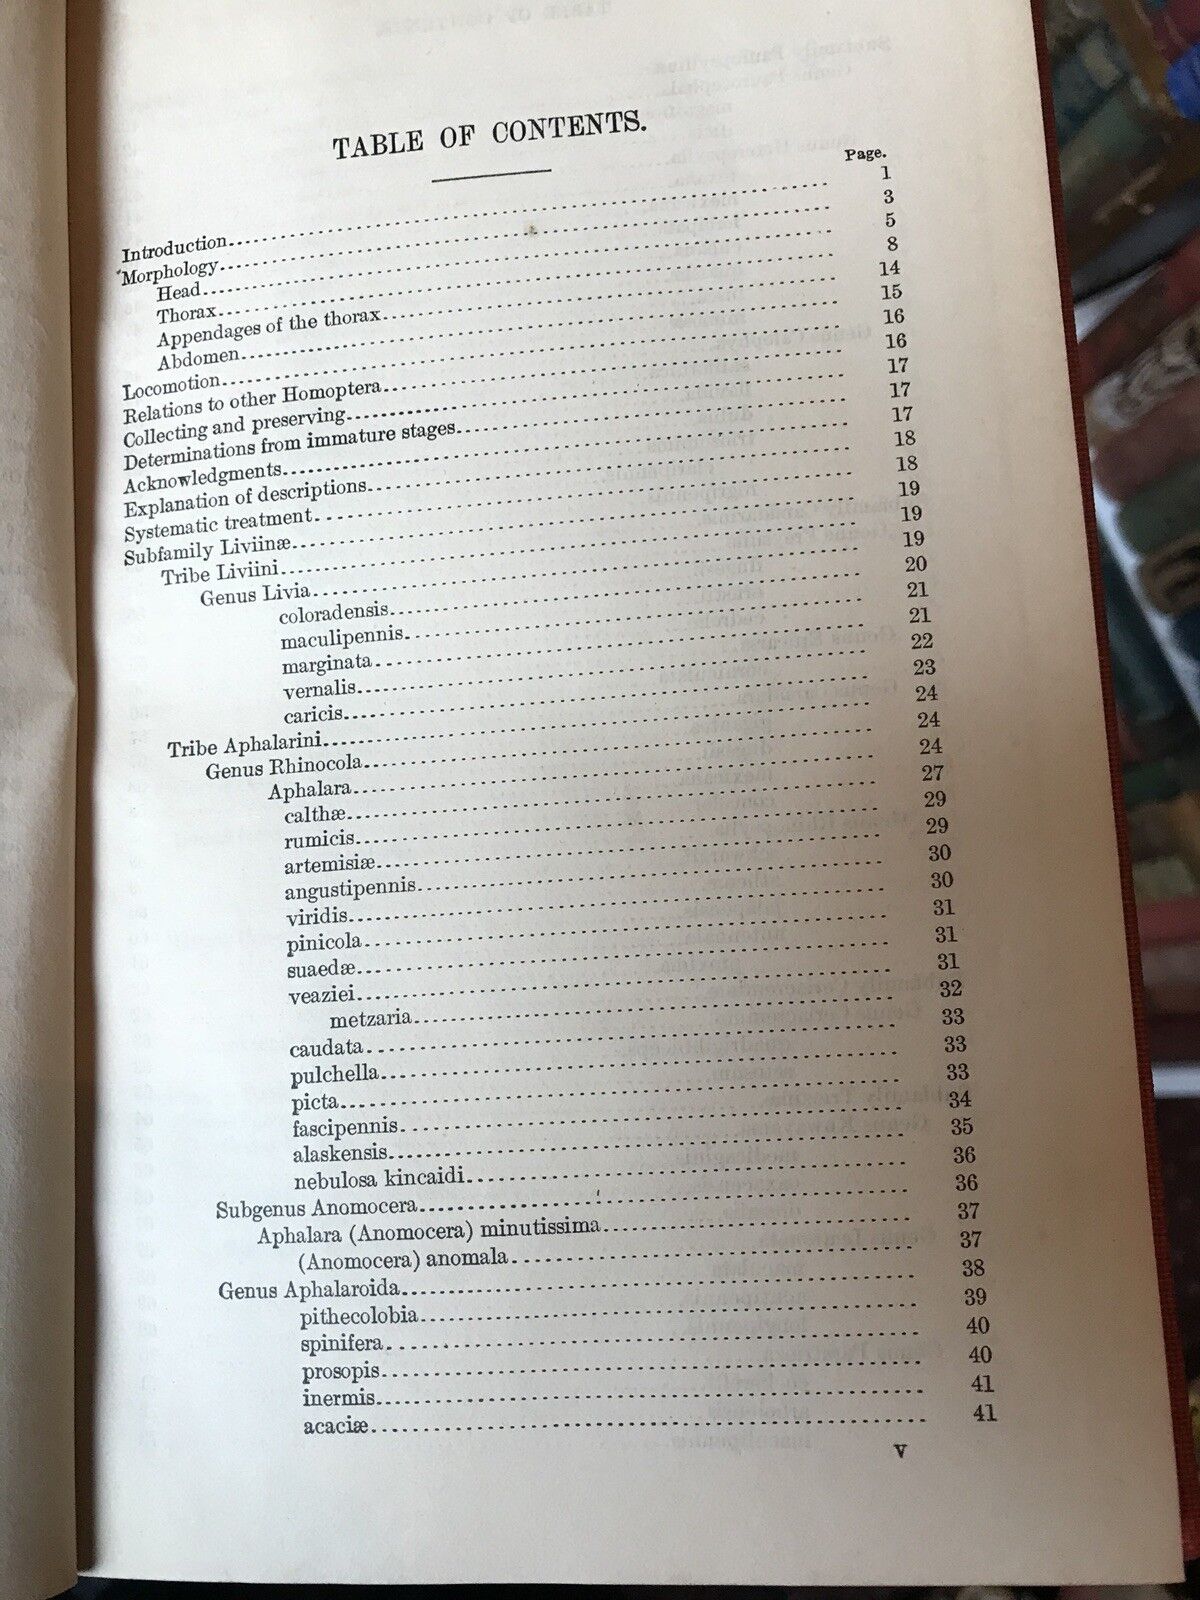 TABLE OF CONTENTS.
Page.
Introduction 1
Morphology 3
Head 5
Thorax 8
Appendages of the thorax 14
Abdomen 15
Locomotion 16
Relations to other Homoptera 16
Collecting and preserving 17
Determinations from immature stages 17
Acknowledgments 17
Explanation of descriptions 18
Systematic treatment 18
Subfamily Liviinæ 19
Tribe Liviini 19
Genus Livia 19
coloradensis 20
maculipennis 21
marginata 21
vernalis 22
caricis 23
Tribe Aphalarini 24
Genus Rhinocola 24
Aphalara 24
calthæ 27
rumicis 29
artemisiæ 29
angustipennis 30
viridis 30
pinicola 31
suaedæ 31
veaziei 31
metzaria 32
caudata 33
pulchella 33
picta 33
fascipennis 34
alaskensis 35
nebulosa kincaidi 36
Subgenus Anomocera 36
Aphalara (Anomocera) minutissima 37
(Anomocera) anomala 37
Genus Aphalaroida 38
pithecolobia 39
spinifera 40
prosopis 40
inermis 41
acaciæ 41
V